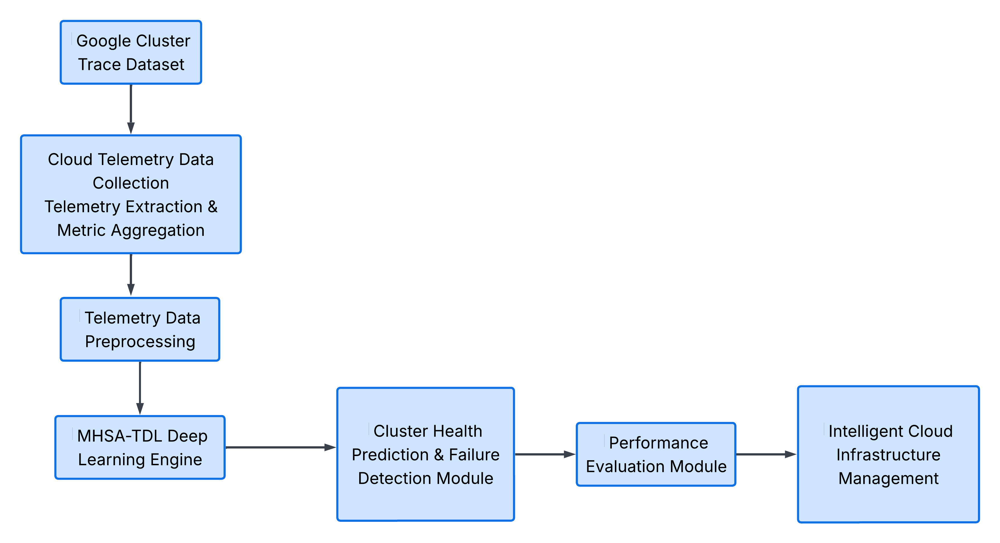 Google Cluster
Trace Dataset
Cloud Telemetry Data
Collection
Telemetry Extraction &
Metric Aggregation
Telemetry Data
Preprocessing
MHSA-TDL Deep
Learning Engine
Cluster Health
Prediction & Failure
Detection Module
Performance
Evaluation Module
Intelligent Cloud
Infrastructure
Management